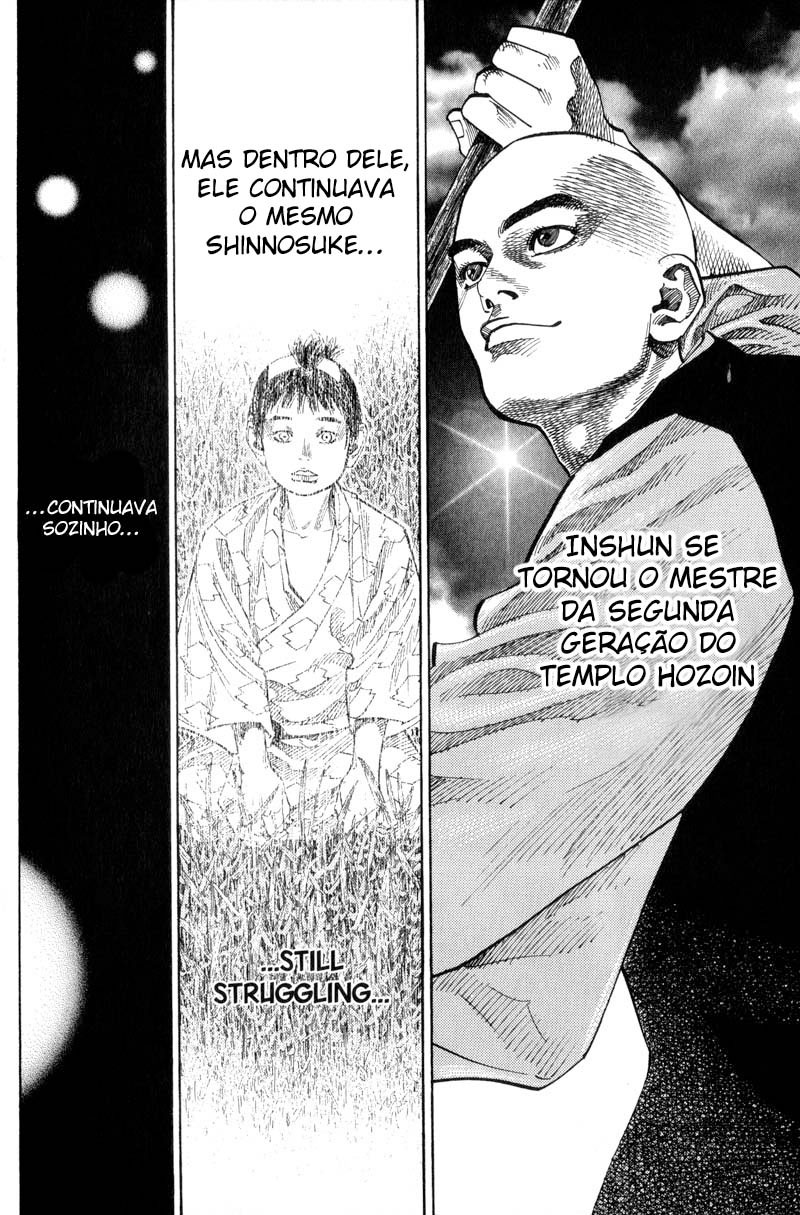 INSHUN SE
TORNOU O MESTRE
DA SEGUNDA
GERAÇÃO DO
TEMPLO HOZOIN
MAS DENTRO DELE,
ELE CONTINUAVA
O MESMO
SHINNOSUKE...
...STILL
STRUGGLING...
...CONTINUAVA
SOZINHO...